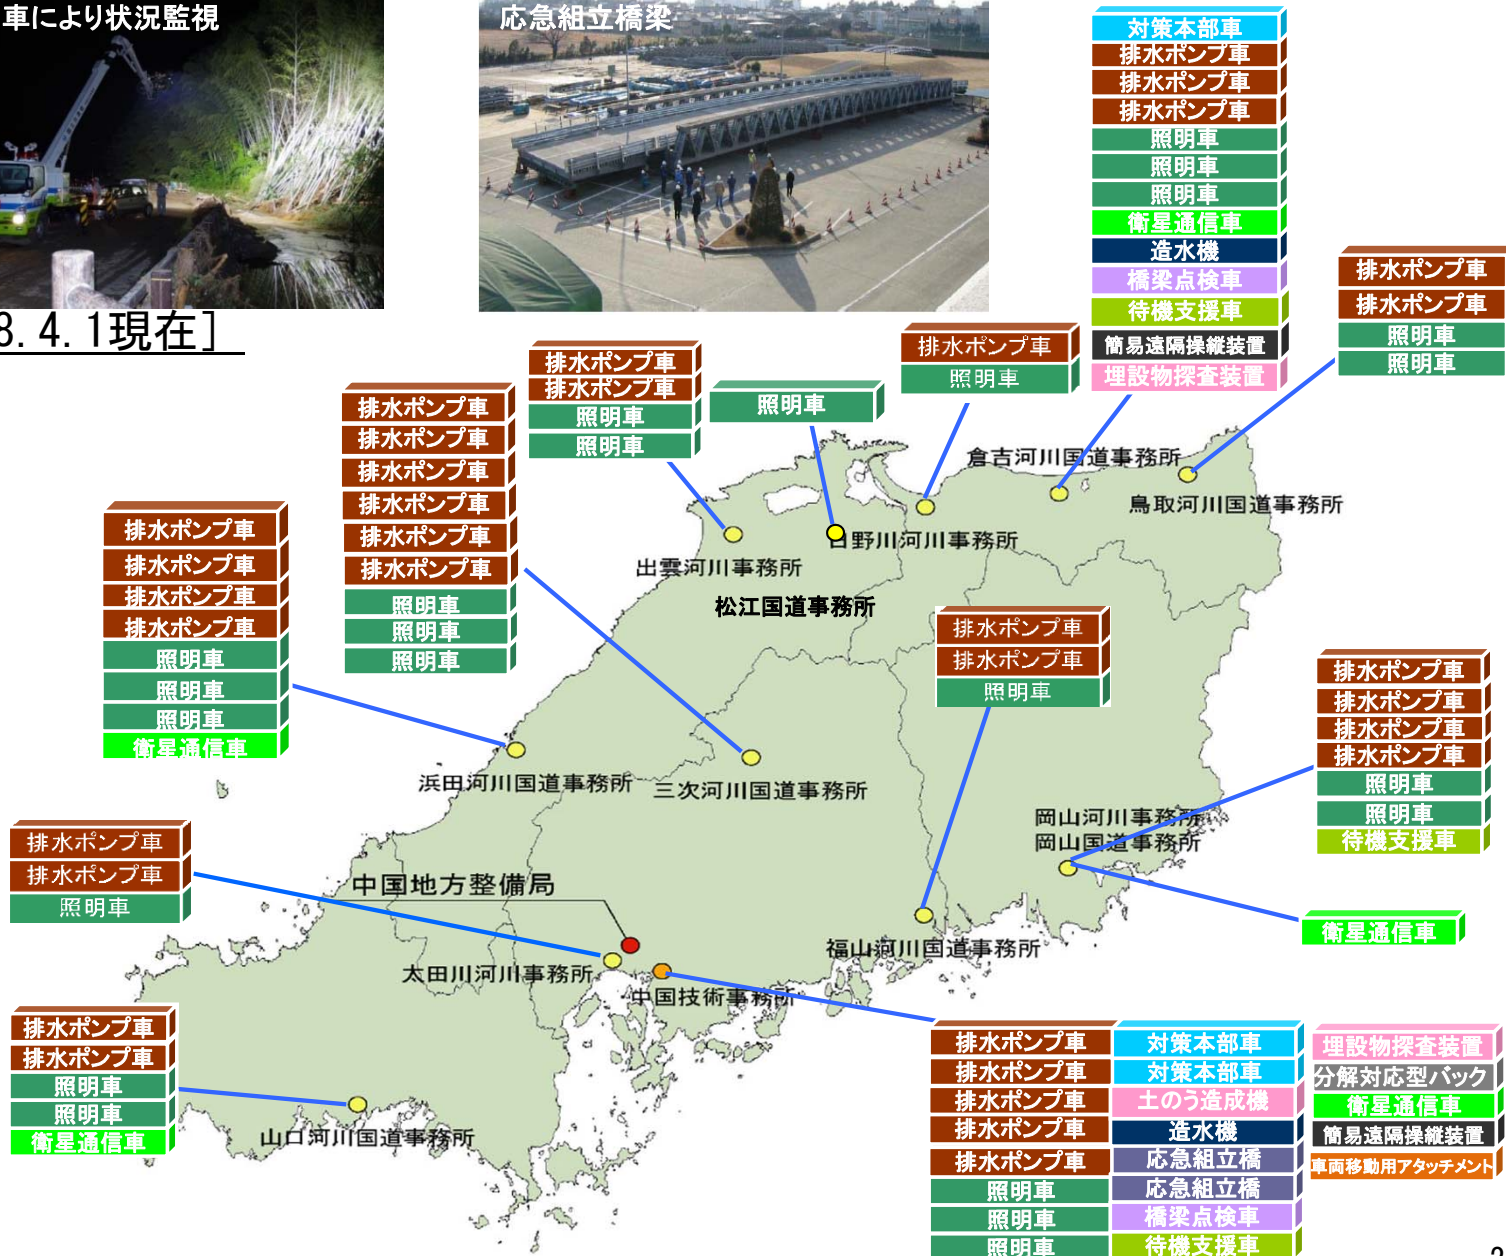 車により状況監視
応急組立橋梁
3.4.1現在]
対策本部車
排水ポンプ車
排水ポンプ車
排水ポンプ車
照明車
照明車
照明車
衛星通信車
造水機
橋梁点検車
待機支援車
簡易遠隔操縦装置
埋設物探査装置
排水ポンプ車
排水ポンプ車
照明車
照明車
排水ポンプ車
照明車
照明車
排水ポンプ車
排水ポンプ車
照明車
照明車
排水ポンプ車
排水ポンプ車
排水ポンプ車
排水ポンプ車
排水ポンプ車
排水ポンプ車
照明車
照明車
照明車
排水ポンプ車
排水ポンプ車
排水ポンプ車
排水ポンプ車
照明車
照明車
照明車
衛星通信車
倉吉河川国道事務所
鳥取河川国道事務所
日野川河川事務所
出雲河川事務所
松江国道事務所
排水ポンプ車
排水ポンプ車
照明車
排水ポンプ車
排水ポンプ車
排水ポンプ車
排水ポンプ車
照明車
照明車
待機支援車
浜田河川国道事務所
三次河川国道事務所
岡山河川事務所
岡山国道事務所
排水ポンプ車
排水ポンプ車
照明車
中国地方整備局
衛星通信車
福山河川国道事務所
太田川河川事務所
中国技術事務所
排水ポンプ車
排水ポンプ車
照明車
照明車
衛星通信車
山口河川国道事務所
排水ポンプ車
排水ポンプ車
排水ポンプ車
排水ポンプ車
排水ポンプ車
照明車
照明車
照明車
対策本部車
対策本部車
土のう造成機
造水機
応急組立橋
応急組立橋
橋梁点検車
待機支援車
埋設物探査装置
分解対応型バック
衛星通信車
簡易遠隔操縦装置
車両移動用アタッチメント